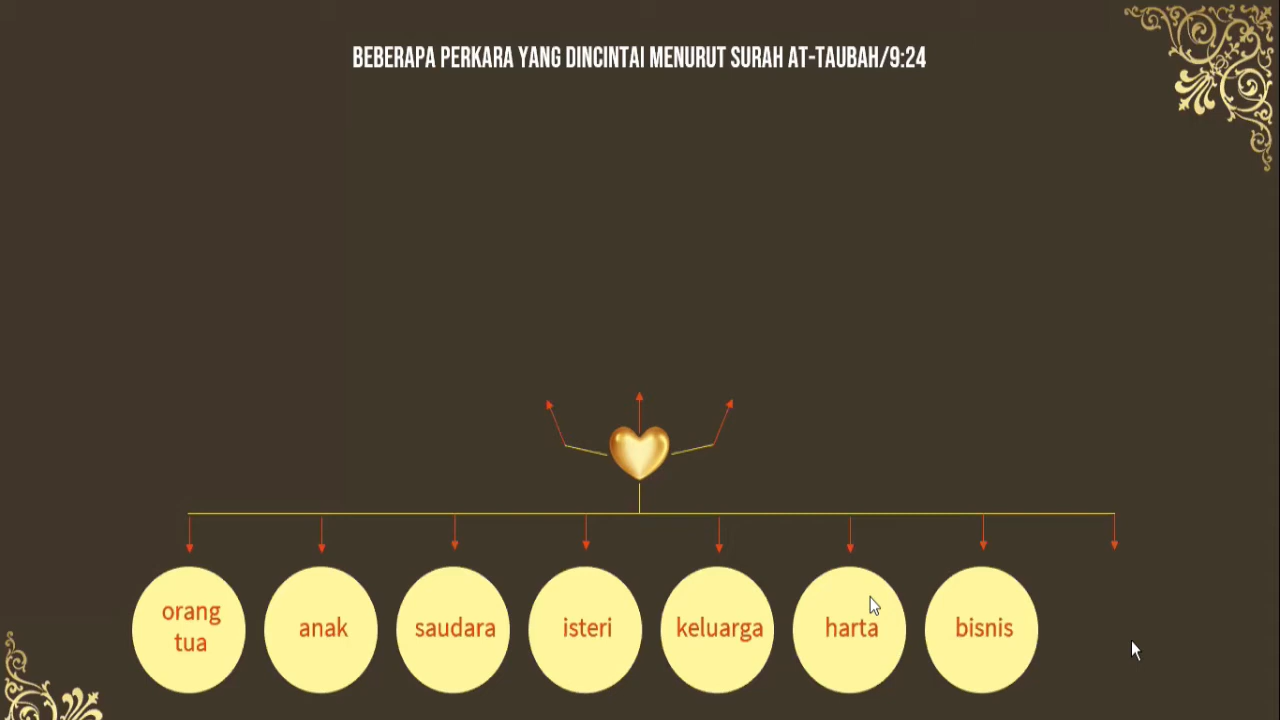 BEBERAPA PERKARA YANG DINCINTAI MENURUT SURAH AT-TAUBAH/9:24
orang
tua
anak
saudara
isteri
keluarga
harta
bisnis